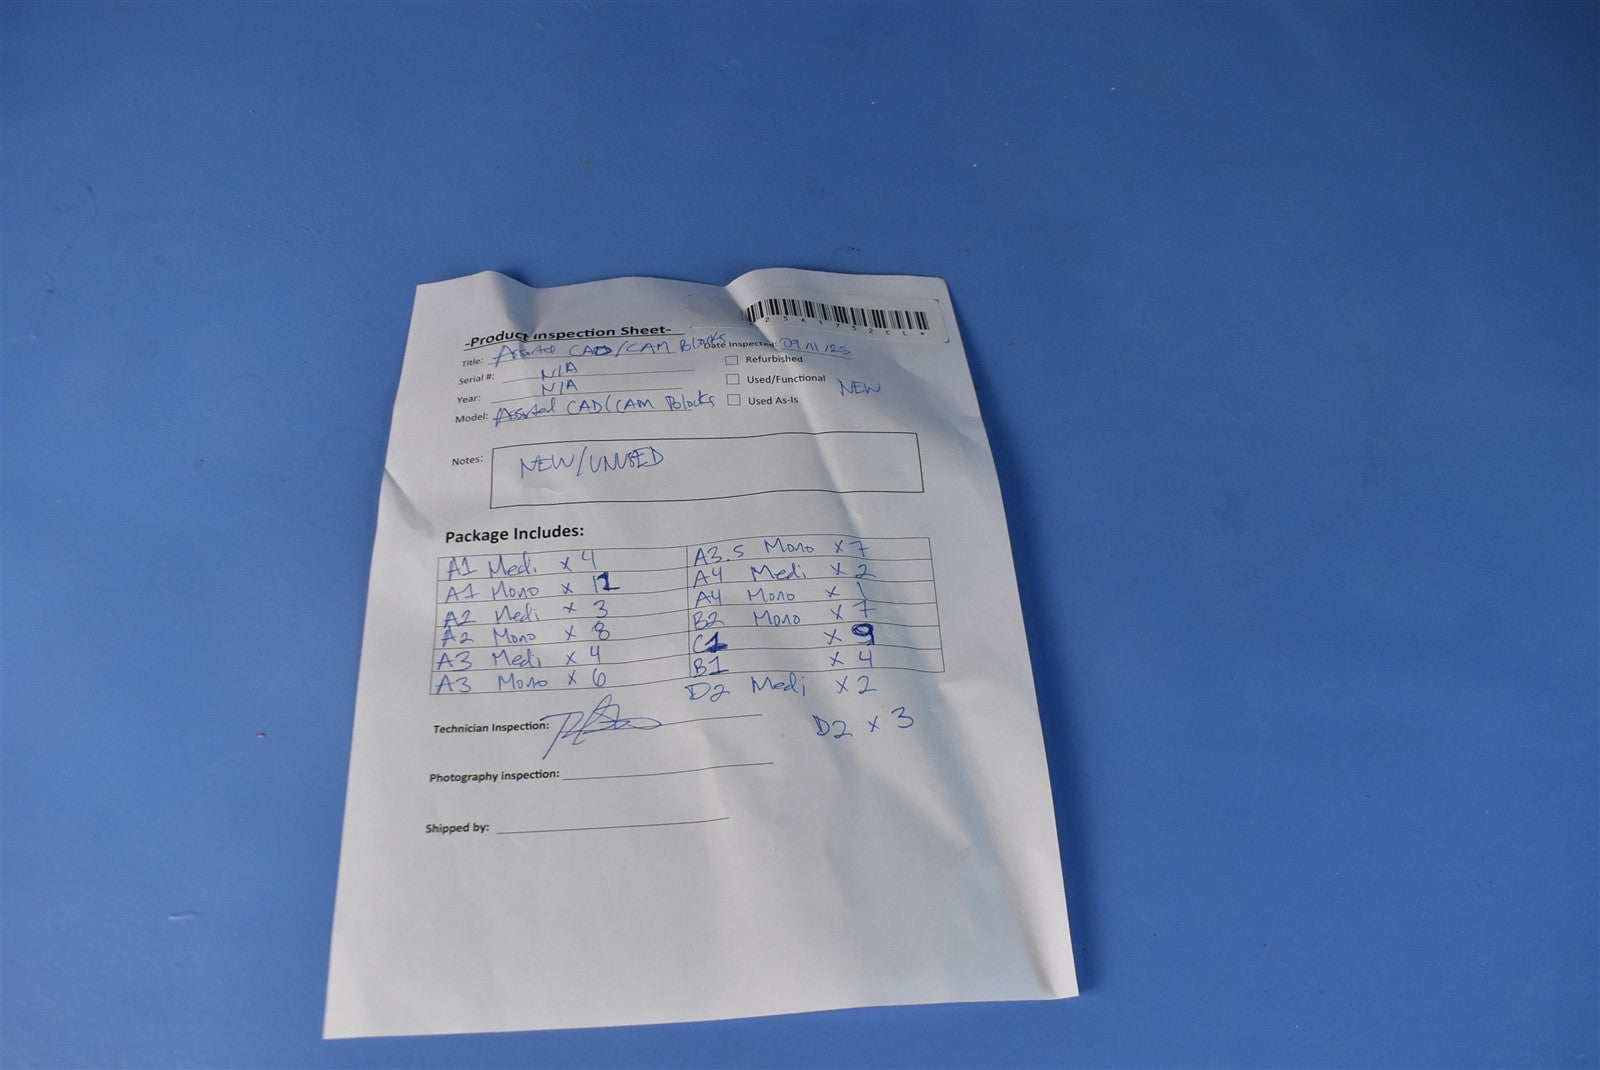 -Product Inspection Sheet-
Title: Assorted CAD/CAM Blocks
Date Inspected: 09/11/25
Serial #: N/A
Refurbished
Year: N/A
Used/Functional NEW
Model: Assorted CAD/CAM Blocks
Used As-Is
Notes: NEW/UNUSED
Package Includes:
A1 Medi x 4
A1 Mono x 12
A2 Medi x 3
A2 Mono x 8
A3 Medi x 4
A3 Mono x 6
A3.5 Mono x 7
A4 Medi x 2
A4 Mono x 1
B2 Mono x 7
C1 x 9
B1 x 4
D2 Medi x 2
D2 x 3
Technician Inspection:
Photography inspection:
Shipped by: